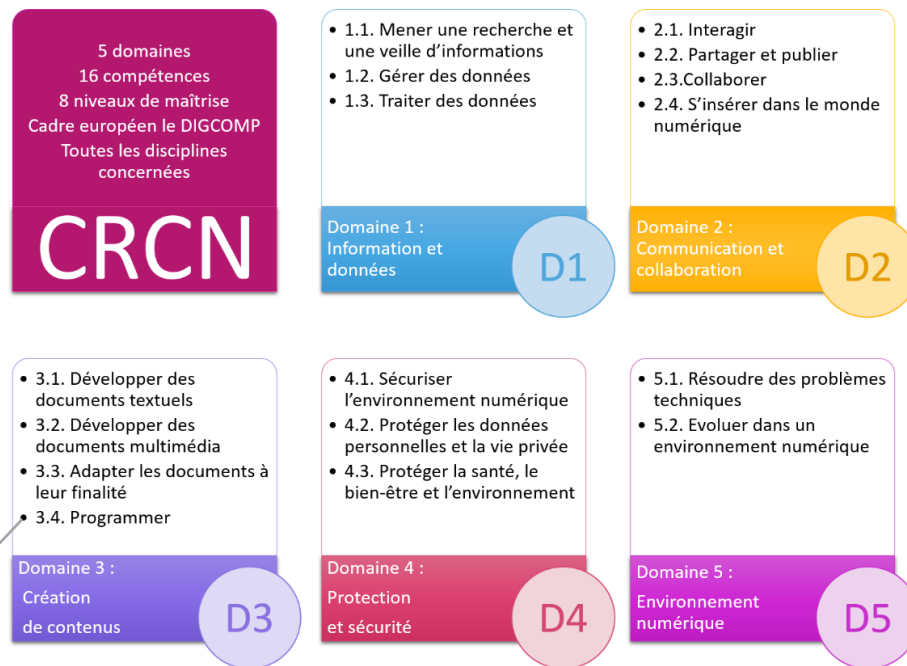 5 domaines
16 compétences
8 niveaux de maîtrise
Cadre européen le DIGCOMP
Toutes les disciplines
concernées
CRCN
• 1.1. Mener une recherche et
une veille d’informations
• 1.2. Gérer des données
• 1.3. Traiter des données
Domaine 1 :
Information et
données
D1
• 2.1. Interagir
• 2.2. Partager et publier
• 2.3.Collaborer
• 2.4. S’insérer dans le monde
numérique
Domaine 2 :
Communication et
collaboration
D2
• 3.1. Développer des
documents textuels
• 3.2. Développer des
documents multimédia
• 3.3. Adapter les documents à
leur finalité
• 3.4. Programmer
Domaine 3 :
Création
de contenus
D3
• 4.1. Sécuriser
l’environnement numérique
• 4.2. Protéger les données
personnelles et la vie privée
• 4.3. Protéger la santé, le
bien-être et l’environnement
Domaine 4 :
Protection
et sécurité
D4
• 5.1. Résoudre des problèmes
techniques
• 5.2. Evoluer dans un
environnement numérique
Domaine 5 :
Environnement
numérique
D5